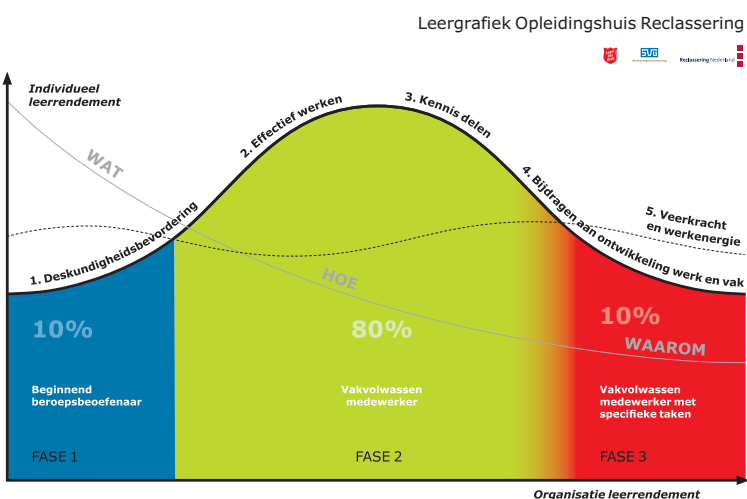 Leergrafiek Opleidingshuis Reclassering
SVG
Reclassering Nederland
Individueel
leerrendement
WAT
1. Deskundigheidsbevordering
2. Effectief werken
3. Kennis delen
4. Bijdragen aan ontwikkeling werk en vak
5. Veerkracht
en werkenergie
HOE
WAAROM
10%
80%
10%
Beginnend
beroepsbeoefenaar
Vakvolwassen
medewerker
Vakvolwassen
medewerker met
specifieke taken
FASE 1
FASE 2
FASE 3
Organisatie leerrendement